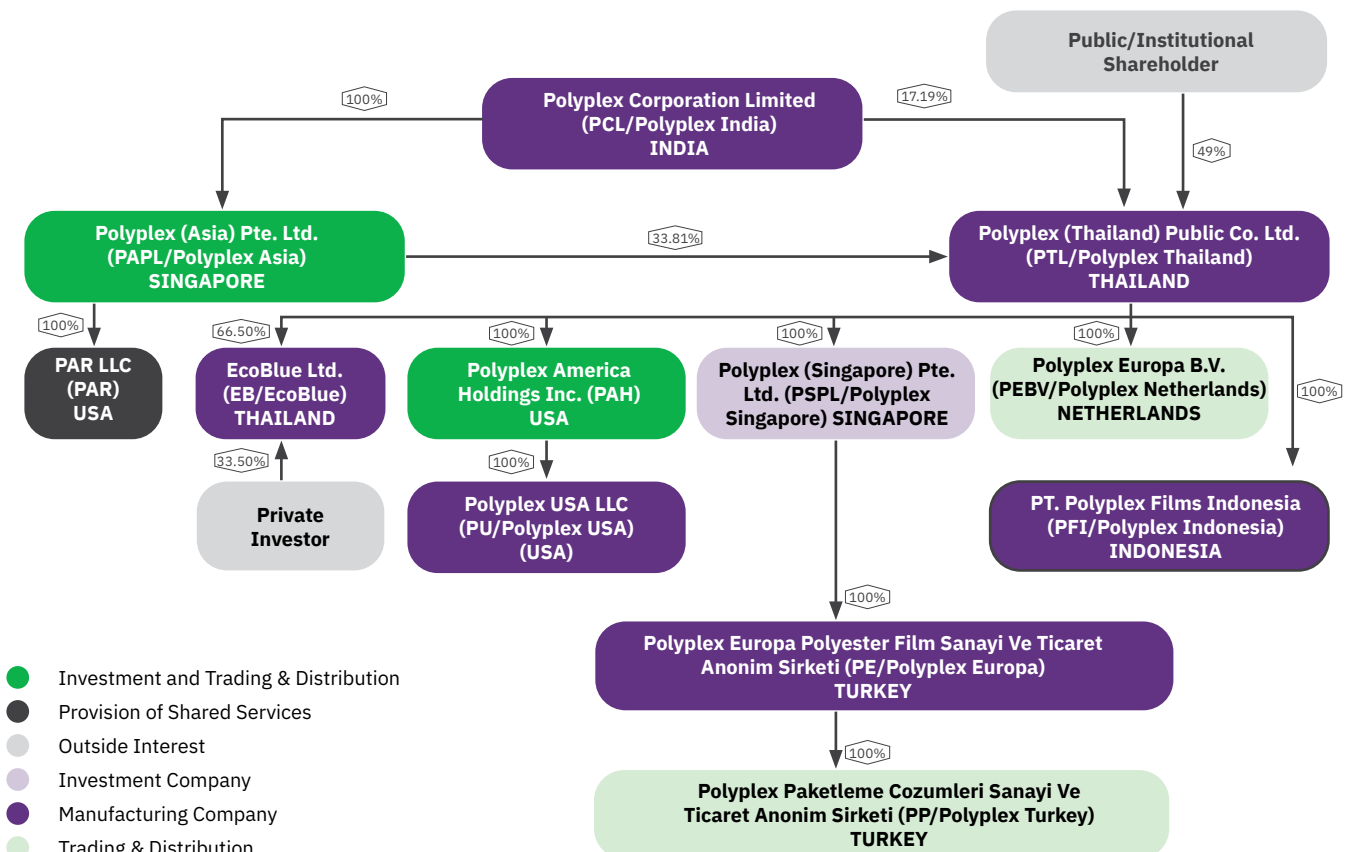 Public/Institutional
Shareholder
Polyplex Corporation Limited
(PCL/Polyplex India)
INDIA
100%
17.19%
49%
Polyplex (Asia) Pte. Ltd.
(PAPL/Polyplex Asia)
SINGAPORE
33.81%
Polyplex (Thailand) Public Co. Ltd.
(PTL/Polyplex Thailand)
THAILAND
100%
66.50%
100%
100%
100%
100%
PAR LLC
(PAR)
USA
EcoBlue Ltd.
(EB/EcoBlue)
THAILAND
Polyplex America
Holdings Inc. (PAH)
USA
Polyplex (Singapore) Pte.
Ltd. (PSPL/Polyplex
Singapore) SINGAPORE
Polyplex Europa B.V.
(PEBV/Polyplex Netherlands)
NETHERLANDS
33.50%
100%
Private
Investor
Polyplex USA LLC
(PU/Polyplex USA)
(USA)
PT. Polyplex Films Indonesia
(PFI/Polyplex Indonesia)
INDONESIA
100%
Polyplex Europa Polyester Film Sanayi Ve Ticaret
Anonim Sirketi (PE/Polyplex Europa)
TURKEY
100%
Polyplex Paketleme Cozumleri Sanayi Ve
Ticaret Anonim Sirketi (PP/Polyplex Turkey)
TURKEY
Investment and Trading & Distribution
Provision of Shared Services
Outside Interest
Investment Company
Manufacturing Company
Trading & Distribution